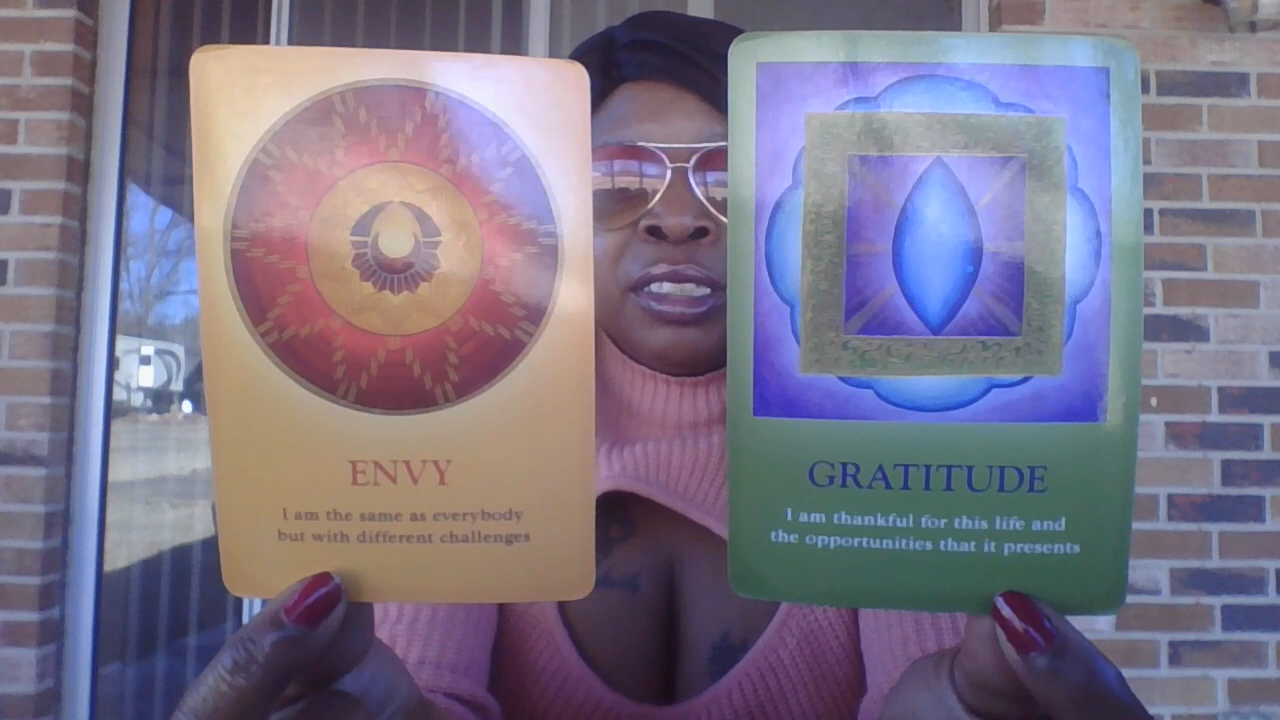 ENVY
I am the same as everybody
but with different challenges
GRATITUDE
I am thankful for this life and
the opportunities that it presents